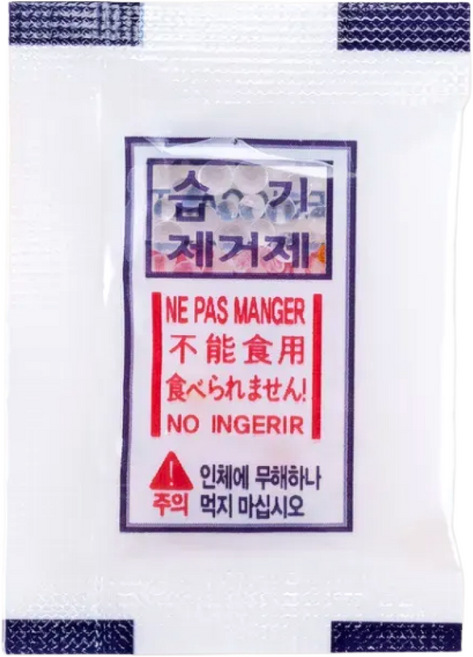 습 기
제거제
NE PAS MANGER
不能食用
食べられません!
NO INGERIR
인체에 무해하나
주의 먹지 마십시오